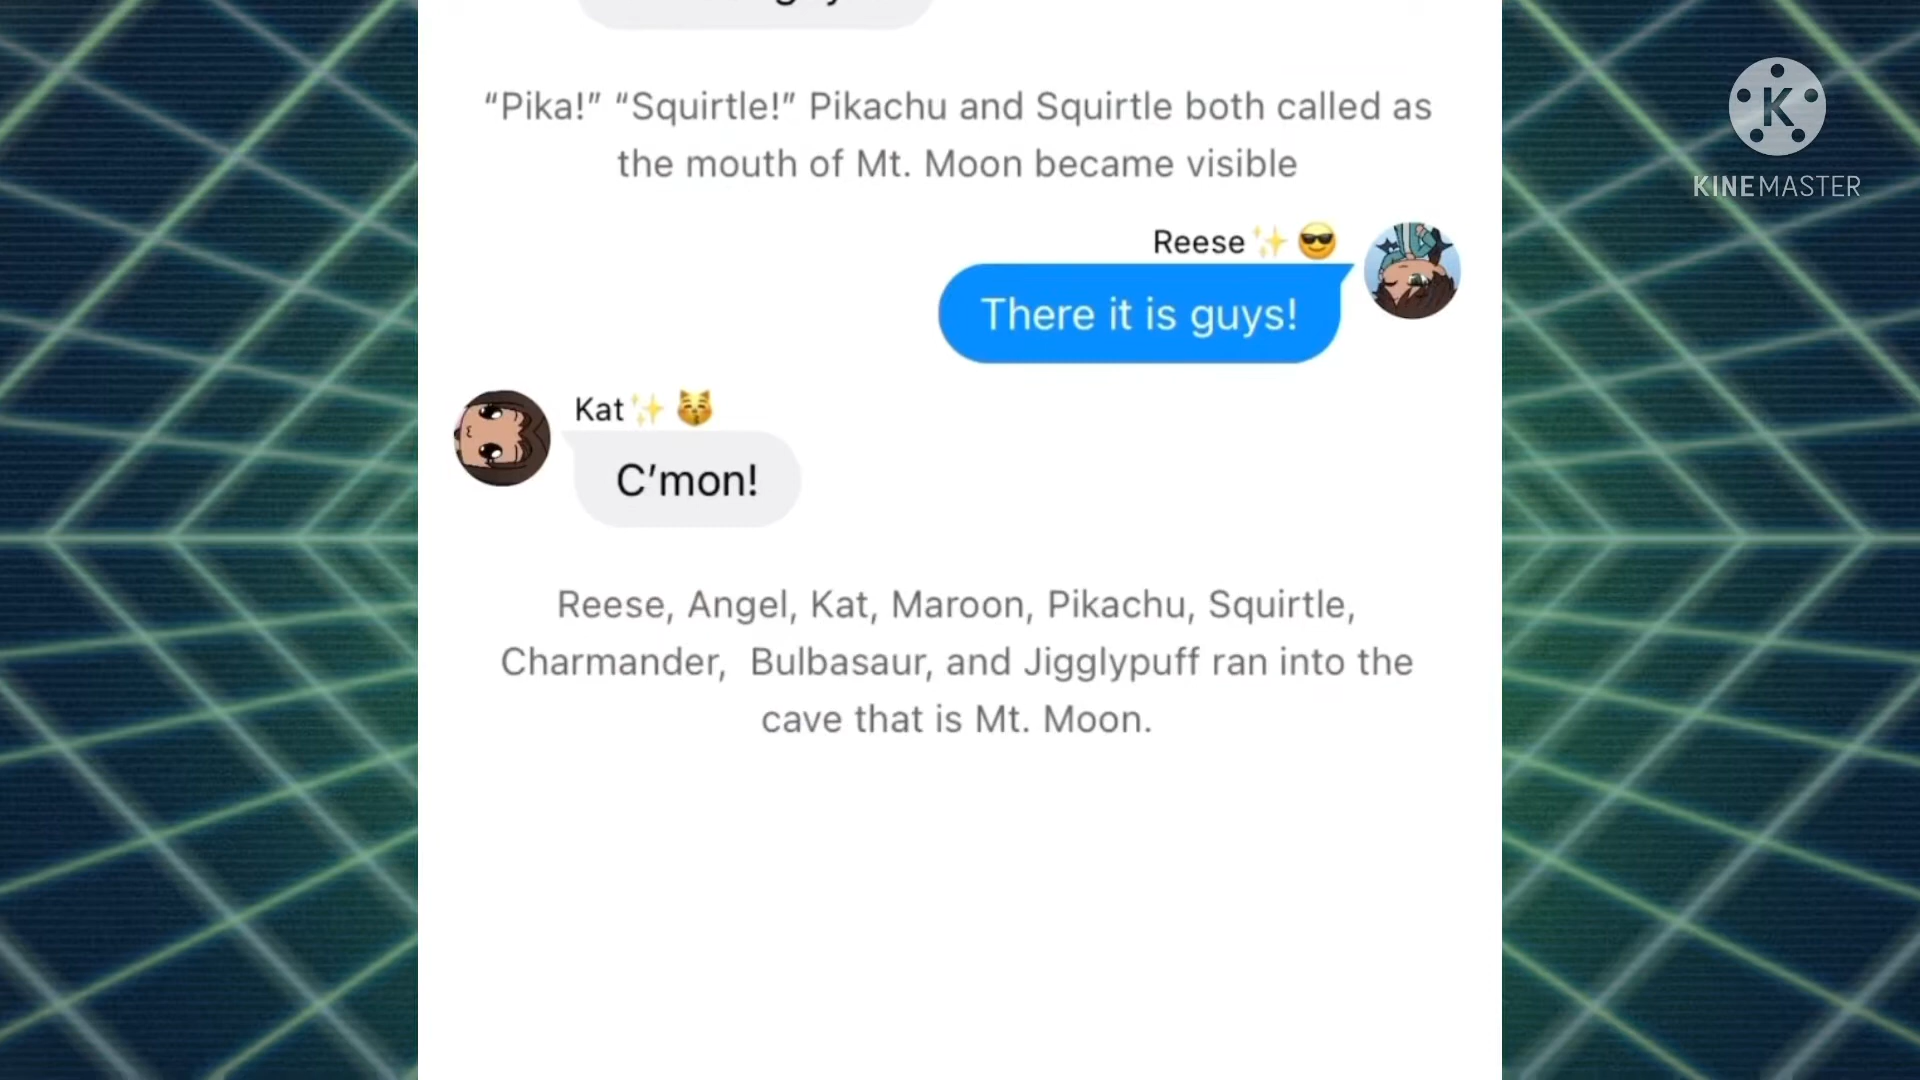 “Pika!” “Squirtle!” Pikachu and Squirtle both called as
the mouth of Mt. Moon became visible
Reese✨😎
There it is guys!
Kat✨😽
C’mon!
Reese, Angel, Kat, Maroon, Pikachu, Squirtle,
Charmander,  Bulbasaur, and Jigglypuff ran into the
cave that is Mt. Moon.
K
KINEMASTER